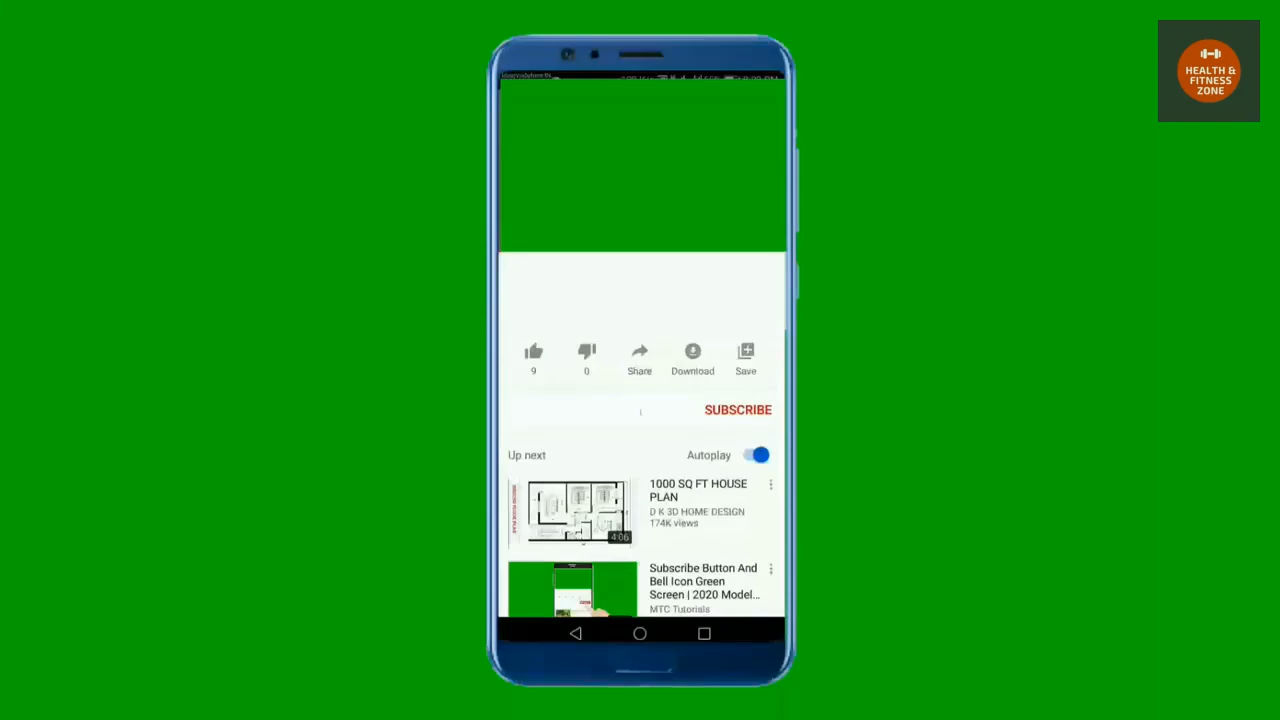 HEALTH &
FITNESS
ZONE
9
0
Share
Download
Save
SUBSCRIBE
Up next
Autoplay
4:06
1000 SQ FT HOUSE
PLAN
D K 3D HOME DESIGN
174K views
Subscribe Button And
Bell Icon Green
Screen | 2020 Model...
MTC Tutorials